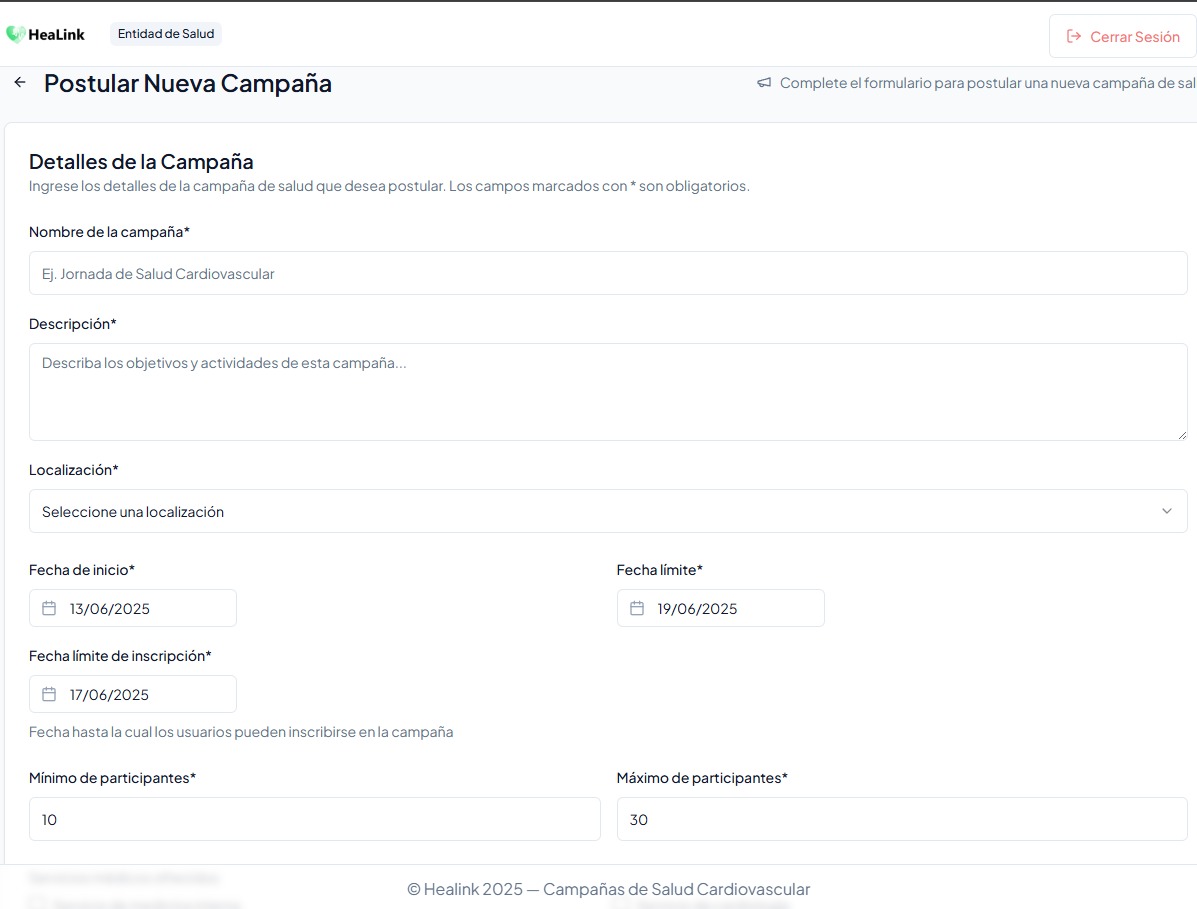 HeaLink
Entidad de Salud
Cerrar Sesión
Postular Nueva Campaña
Complete el formulario para postular una nueva campaña de sal
Detalles de la Campaña
Ingrese los detalles de la campaña de salud que desea postular. Los campos marcados con * son obligatorios.
Nombre de la campaña*
Ej. Jornada de Salud Cardiovascular
Descripción*
Describa los objetivos y actividades de esta campaña...
Localización*
Seleccione una localización
Fecha de inicio*
Fecha límite*
13/06/2025
19/06/2025
Fecha límite de inscripción*
17/06/2025
Fecha hasta la cual los usuarios pueden inscribirse en la campaña
Mínimo de participantes*
Máximo de participantes*
10
30
© Healink 2025 — Campañas de Salud Cardiovascular